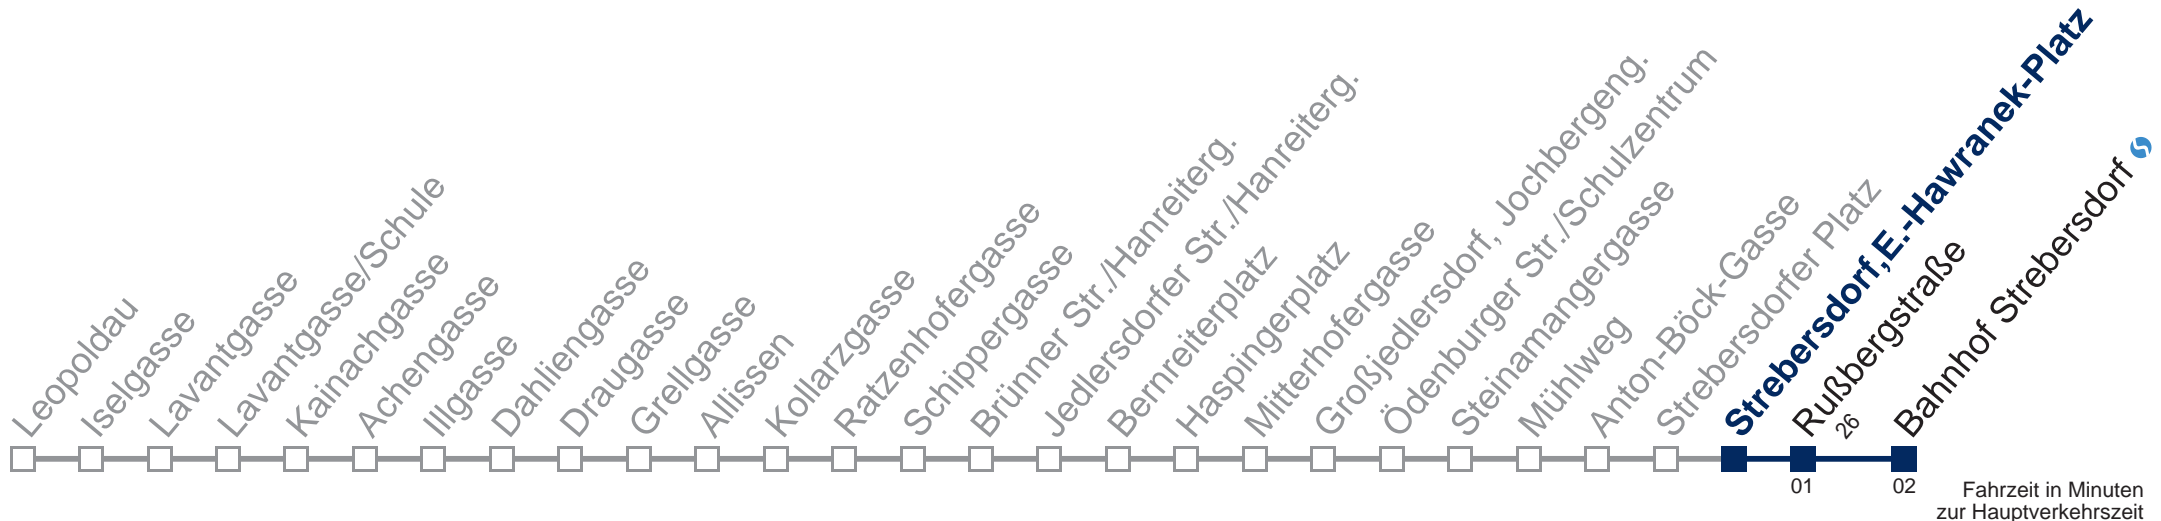 Leopoldau
Iselgasse
Lavantgasse
Lavantgasse/Schule
Kainachgasse
Achengasse
Illgasse
Dahliengasse
Draugasse
Grellgasse
Allissen
Kollarzgasse
Ratzenhofergasse
Schippergasse
Brünner Str./Hanreiterg.
Jedlersdorfer Str./Hanreiterg.
Bernreiterplatz
Haspingerplatz
Mitterhofergasse
Großjedlersdorf, Jochbergeng.
Ödenburger Str./Schulzentrum
Steinamangergasse
Mühlweg
Anton-Böck-Gasse
Strebersdorfer Platz
Strebersdorf,E.-Hawranek-Platz
Rußbergstraße
26
Bahnhof Strebersdorf
01
02
Fahrzeit in Minuten
zur Hauptverkehrszeit